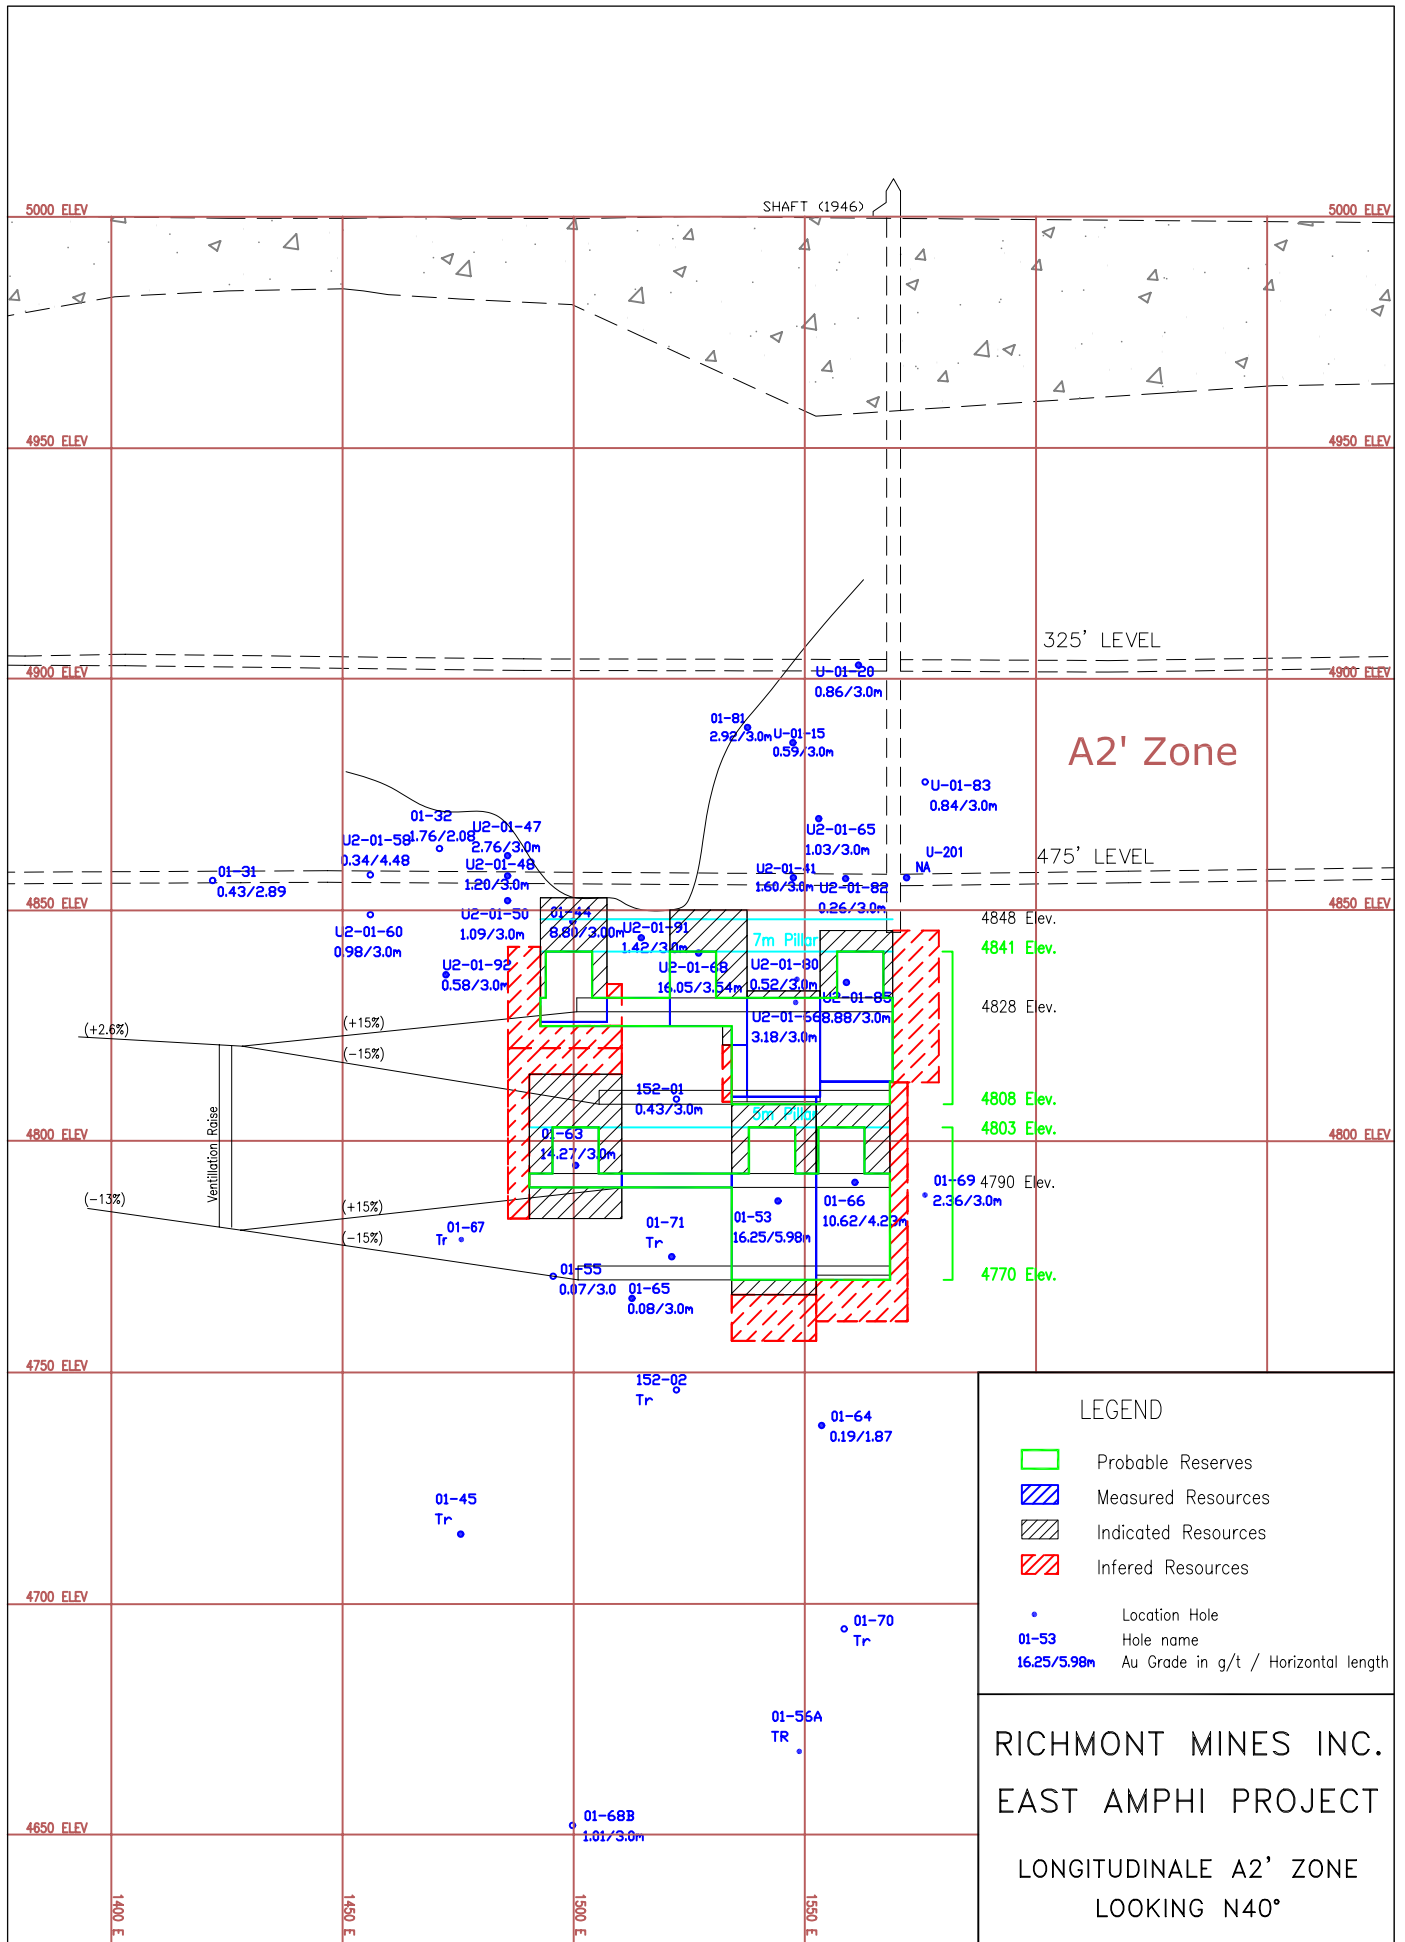 SHAFT (1946)
5000 ELEV
5000 ELEV
4950 ELEV
4950 ELEV
325' LEVEL
4900 ELEV
4900 ELEV
U-01-20
0.86/3.0m
01-81
2.92/3.0m
U-01-15
0.59/3.0m
A2' Zone
U-01-83
0.84/3.0m
01-32
1.76/2.08
U2-01-47
2.76/3.0m
U2-01-58
0.34/4.48
U2-01-65
1.03/3.0m
U-201
NA
475' LEVEL
U2-01-48
1.20/3.0m
01-31
0.43/2.89
U2-01-41
1.60/3.0m
U2-01-82
0.26/3.0m
4850 ELEV
4850 ELEV
U2-01-50
1.09/3.0m
01-44
8.80/3.00m
4848 Elev.
U2-01-60
0.98/3.0m
U2-01-91
1.42/3.0m
7m Pillar
4841 Elev.
U2-01-92
0.58/3.0m
U2-01-68
16.05/3.54m
U2-01-80
0.52/3.0m
U2-01-85
8.88/3.0m
4828 Elev.
U2-01-66
3.18/3.0m
(+2.6%)
(+15%)
(-15%)
152-01
0.43/3.0m
4808 Elev.
5m Pillar
4803 Elev.
4800 ELEV
4800 ELEV
01-63
14.27/3.0m
Ventillation Raise
4790 Elev.
01-69
2.36/3.0m
(-13%)
(+15%)
(-15%)
01-66
10.62/4.23m
01-53
16.25/5.98m
01-67
Tr
01-71
Tr
01-55
0.07/3.0
01-65
0.08/3.0m
4770 Elev.
4750 ELEV
152-02
Tr
01-64
0.19/1.87
01-45
Tr
4700 ELEV
01-70
Tr
01-56A
TR
01-68B
1.01/3.0m
4650 ELEV
1400 E
1450 E
1500 E
1550 E
LEGEND
Probable Reserves
Measured Resources
Indicated Resources
Infered Resources
Location Hole
01-53
Hole name
16.25/5.98m
Au Grade in g/t / Horizontal length
RICHMONT MINES INC.
EAST AMPHI PROJECT
LONGITUDINALE A2' ZONE
LOOKING N40°